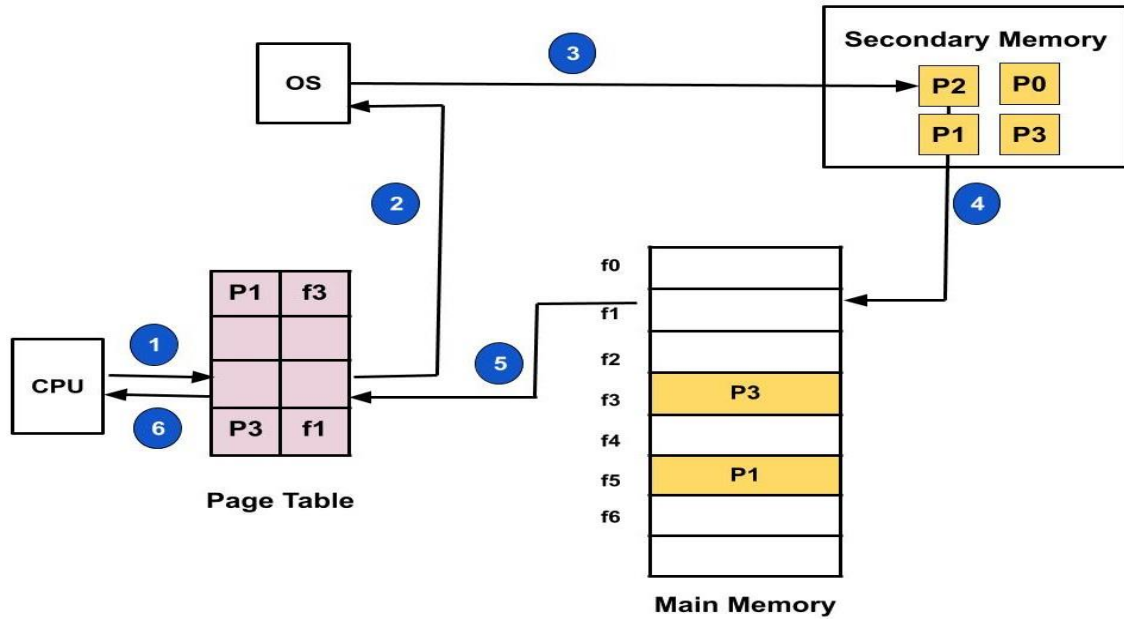 Secondary Memory
3
OS
P2 P0
P1 P3
2
4
f0
P1 f3
f1
1
5
f2
CPU
P3
f3
6
P3 f1
f4
P1
f5
Page Table
f6
Main Memory